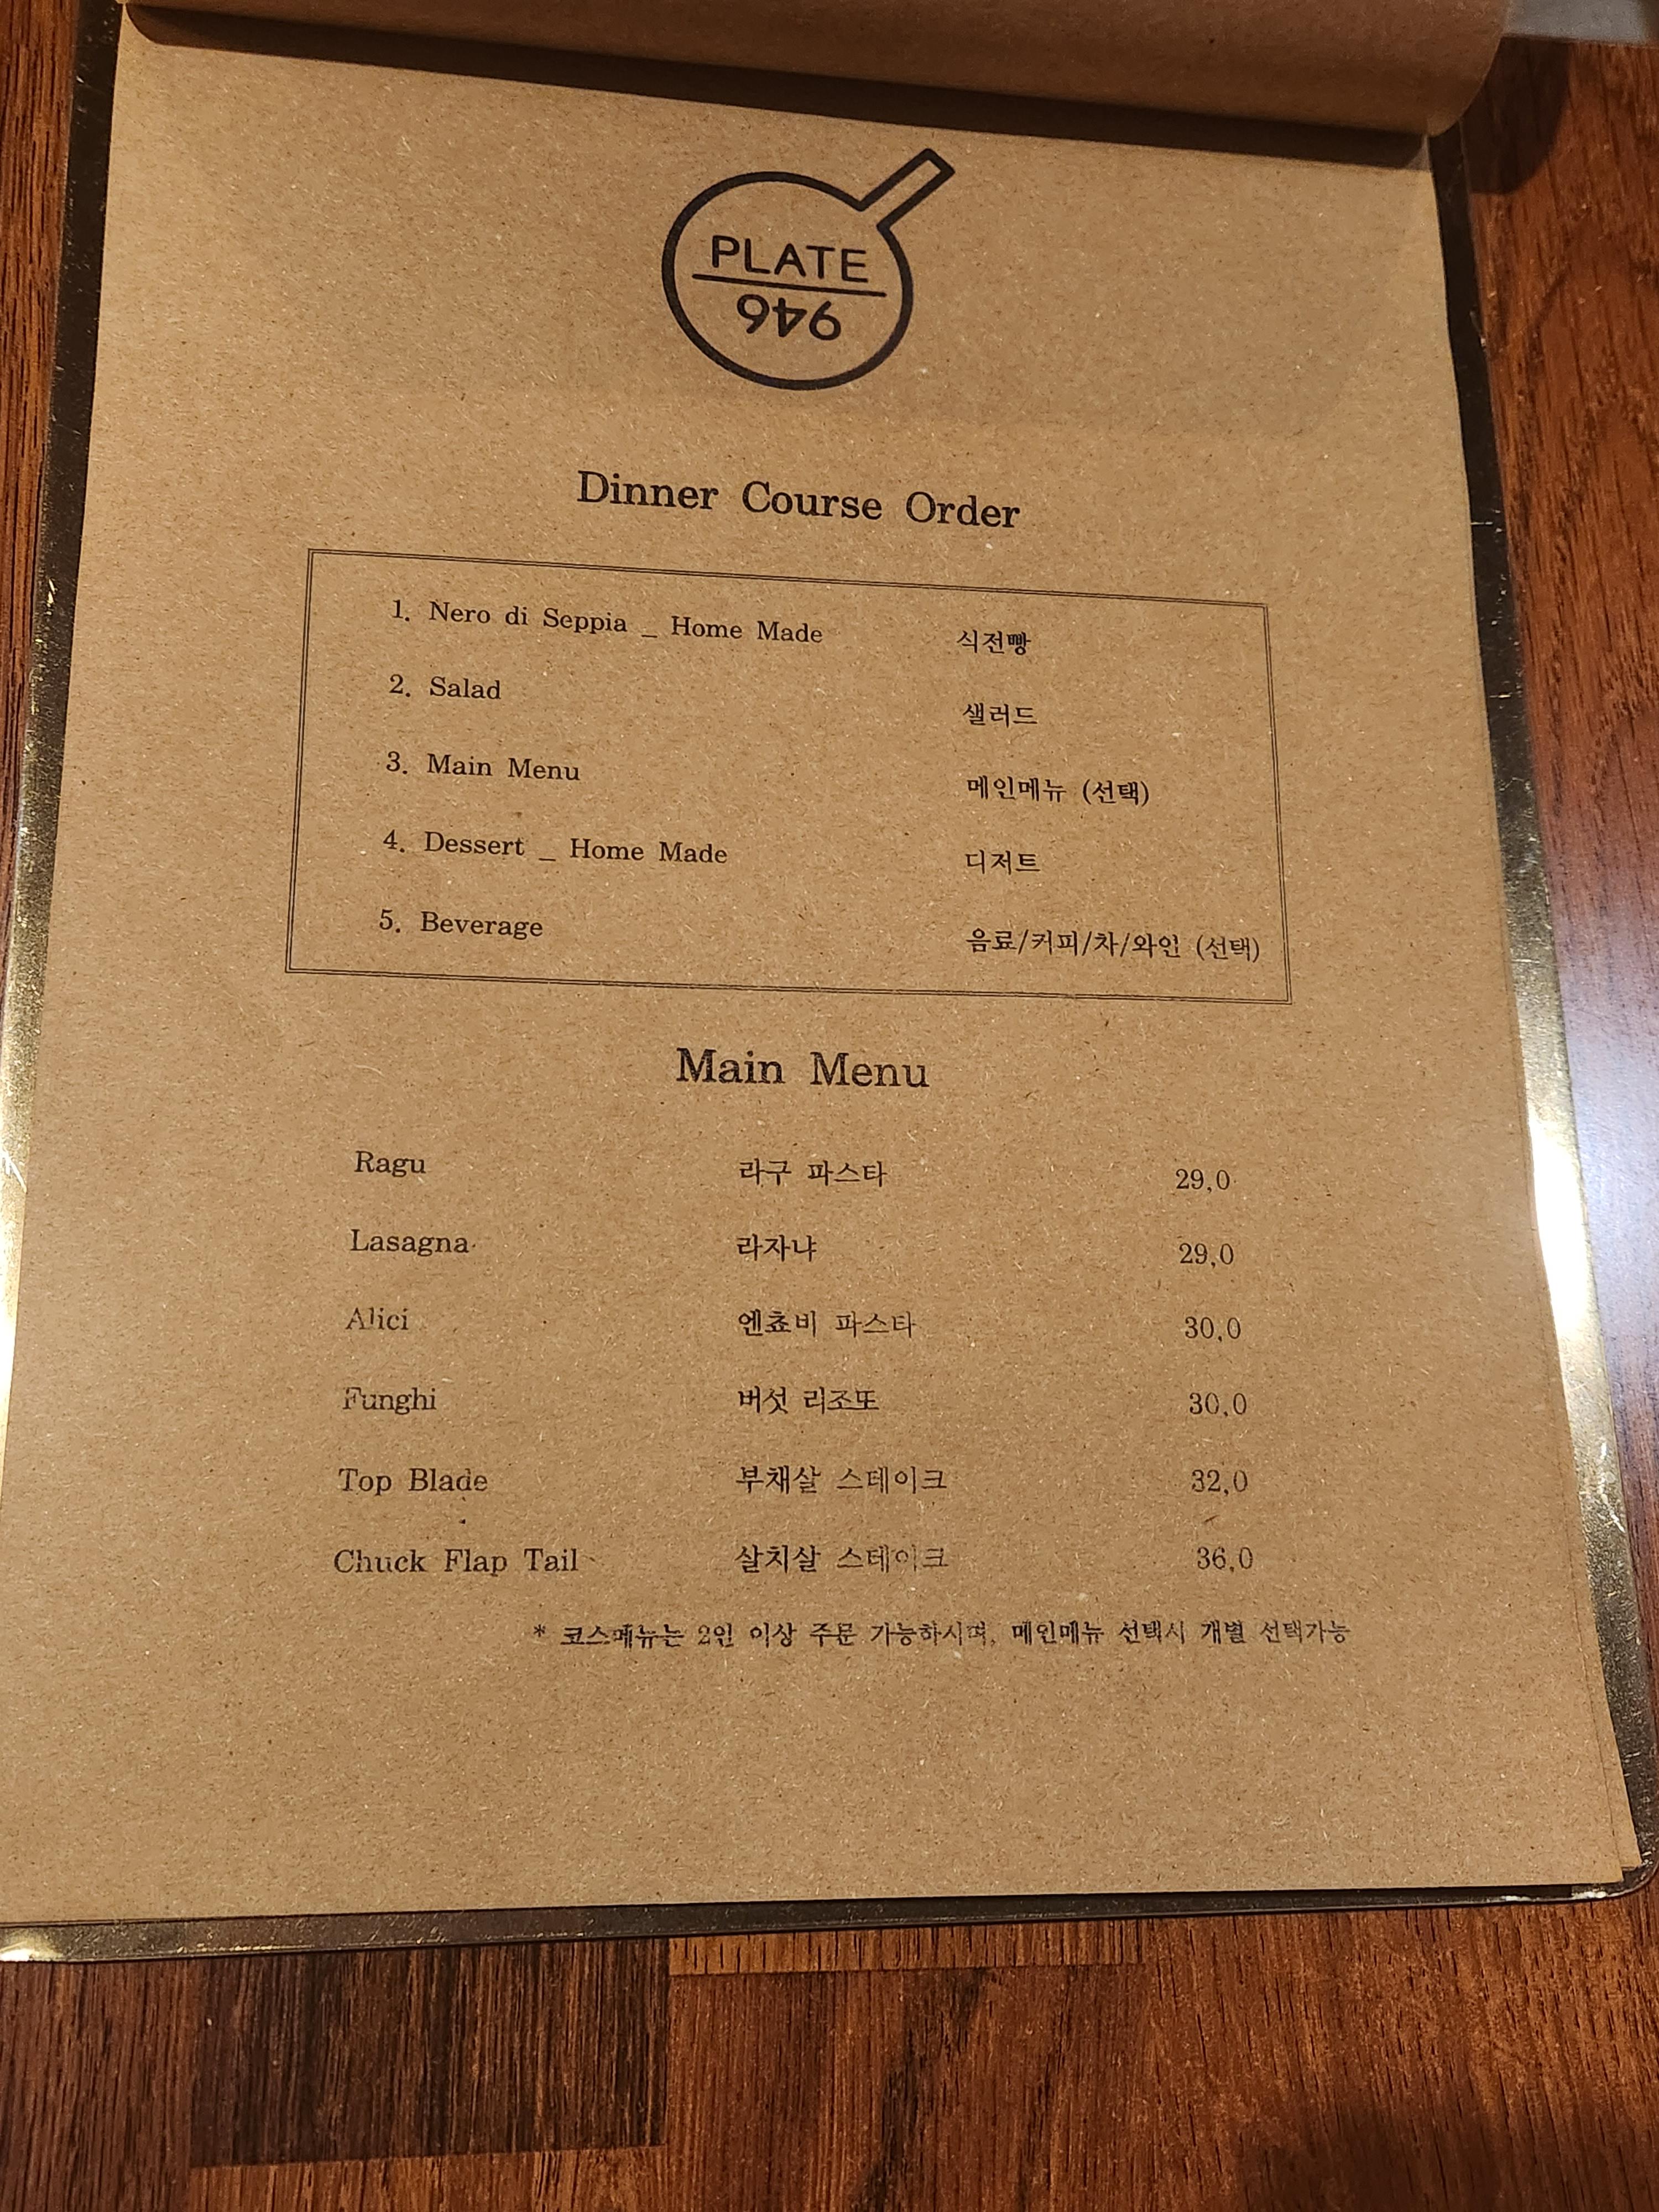 PLATE
946
Dinner Course Order
1. Nero di Seppia _ Home Made 식전빵
2. Salad 샐러드
3. Main Menu 메인메뉴 (선택)
4. Dessert _ Home Made 디저트
5. Beverage 음료/커피/차/와인 (선택)
Main Menu
Ragu 라구 파스타 29,0
Lasagna 라자냐 29,0
Alici 엔쵸비 파스타 30,0
Funghi 버섯 리조또 30,0
Top Blade 부채살 스테이크 32,0
Chuck Flap Tail 살치살 스테이크 36,0
* 코스메뉴는 2인 이상 주문 가능하시며, 메인메뉴 선택시 개별 선택가능